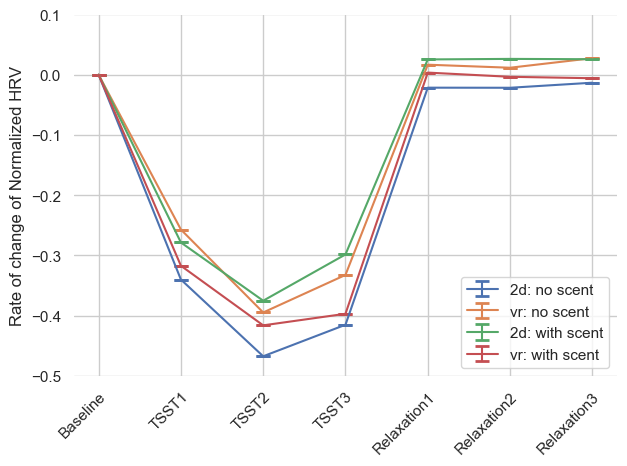 Rate of change of Normalized HRV
0.1
0.0
−0.1
−0.2
−0.3
−0.4
−0.5
2d: no scent
vr: no scent
2d: with scent
vr: with scent
Baseline
TSST1
TSST2
TSST3
Relaxation1
Relaxation2
Relaxation3